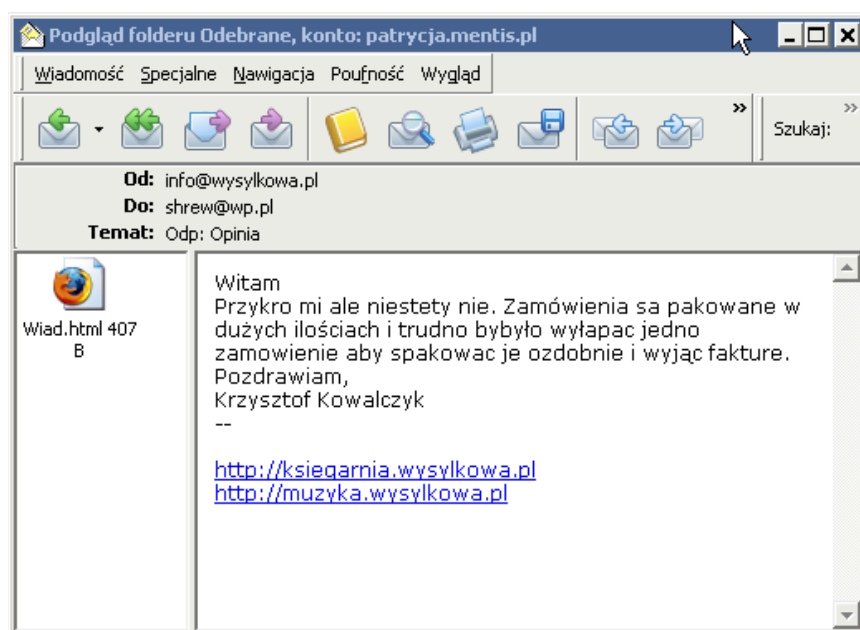 Podgląd folderu Odebrane, konto: patrycja.mentis.pl
Wiadomość Specjalne Nawigacja Poufność Wygląd
» »
Szukaj:
Od: info@wysylkowa.pl
Do: shrew@wp.pl
Temat: Odp: Opinia
Wiad.html 407
B
Witam
Przykro mi ale niestety nie. Zamówienia sa pakowane w
dużych ilościach i trudno bybyło wyłapac jedno
zamowienie aby spakowac je ozdobnie i wyjąc fakture.
Pozdrawiam,
Krzysztof Kowalczyk
--
http://ksiegarnia.wysylkowa.pl
http://muzyka.wysylkowa.pl